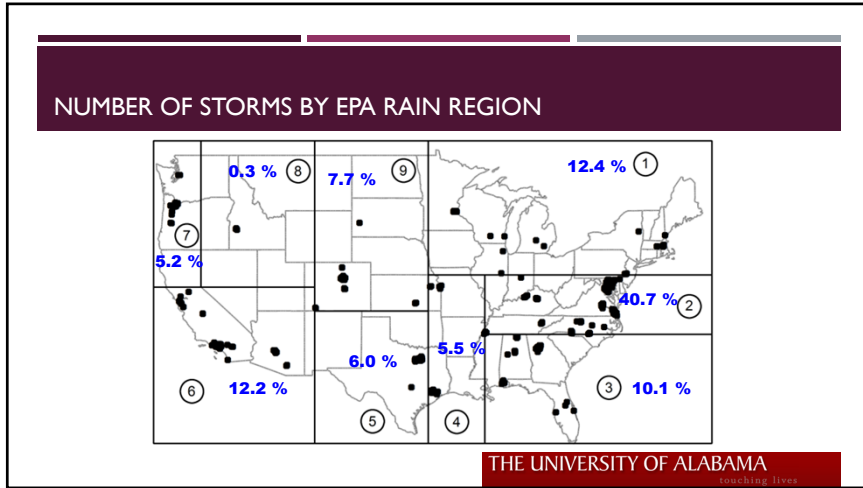 NUMBER OF STORMS BY EPA RAIN REGION
0.3 % 8
7.7 % 9
12.4 % 1
7
5.2 %
40.7 % 2
6.0 %
5.5 %
6
12.2 %
5
4
3 10.1 %
THE UNIVERSITY OF ALABAMA
touching lives